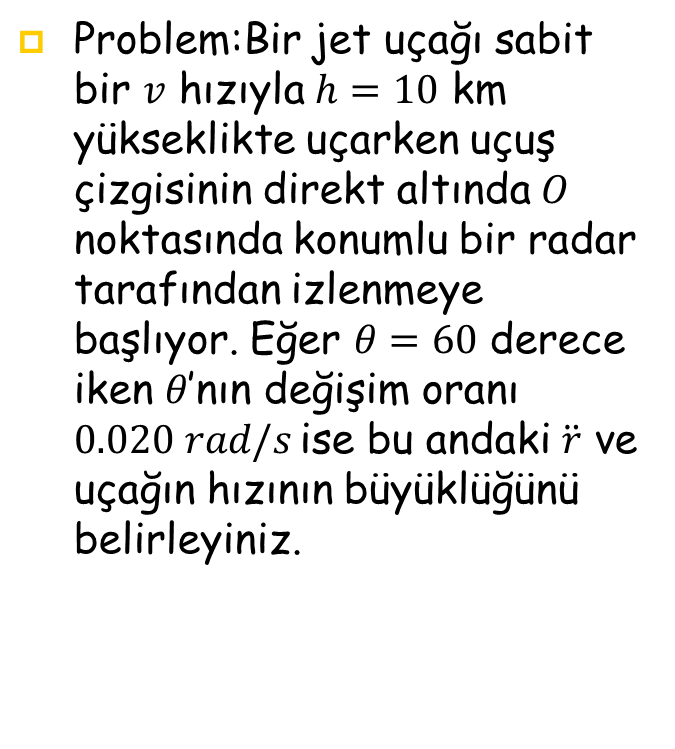 Problem:Bir jet uçağı sabit
bir v hızıyla h = 10 km
yükseklikte uçarken uçuş
çizgisinin direkt altında O
noktasında konumlu bir radar
tarafından izlenmeye
başlıyor. Eğer θ = 60 derece
iken θ'nın değişim oranı
0.020 rad/s ise bu andaki r̈ ve
uçağın hızının büyüklüğünü
belirleyiniz.